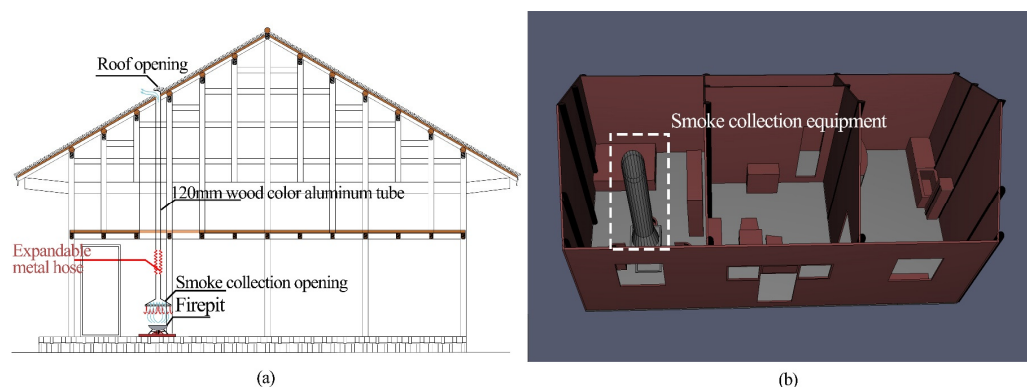 Roof opening
120mm wood color aluminum tube
Expandable
metal hose
Smoke collection opening
Firepit
(a)
Smoke collection equipment
(b)